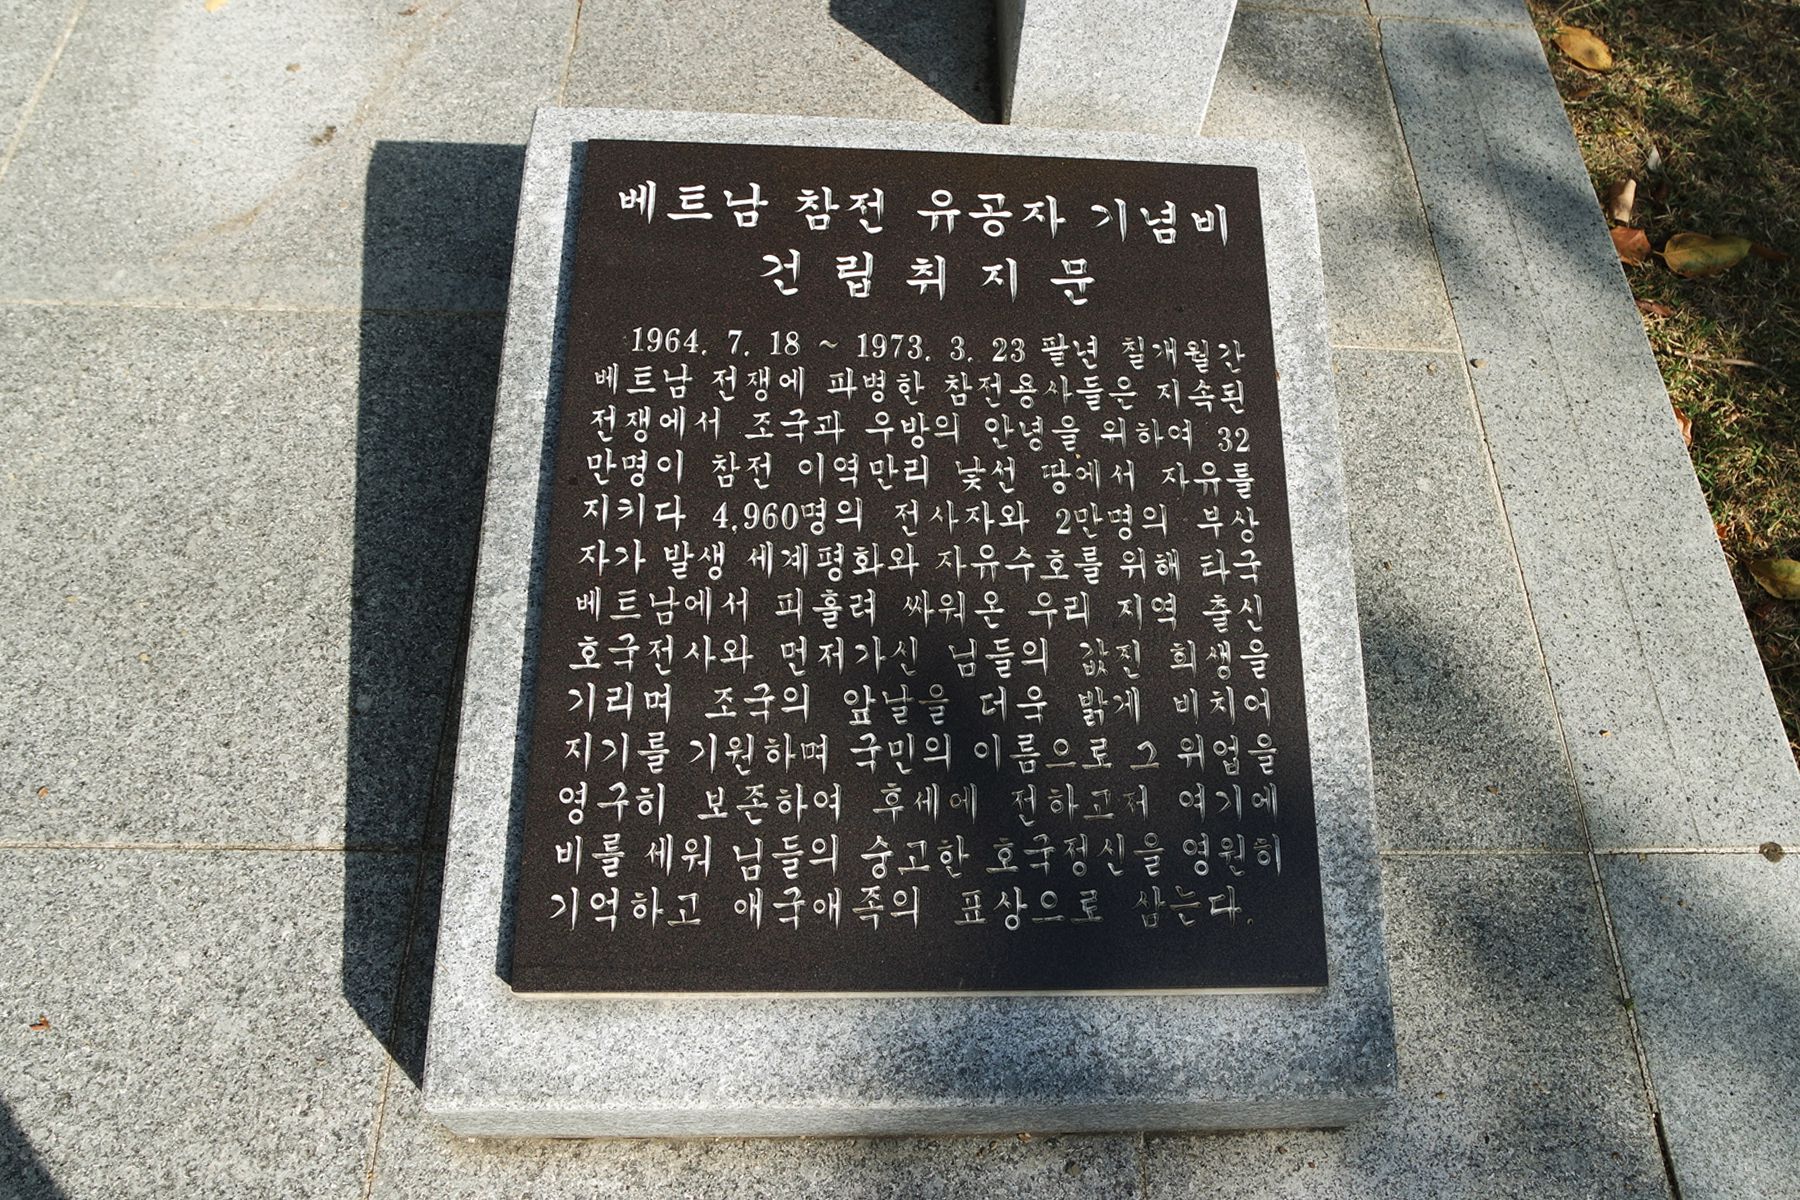 베트남 참전 유공자 기념비
건립취지문
1964. 7. 18 ~ 1973. 3. 23 팔년 칠개월간
베트남 전쟁에 파병한 참전용사들은 지속된
전쟁에서 조국과 우방의 안녕을 위하여 32
만명이 참전 이역만리 낯선 땅에서 자유를
지키다 4,960명의 전사자와 2만명의 부상
자가 발생 세계평화와 자유수호를 위해 타국
베트남에서 피흘려 싸워온 우리 지역 출신
호국전사와 먼저가신 님들의 값진 희생을
기리며 조국의 앞날을 더욱 밝게 비치어
지기를 기원하며 국민의 이름으로 그 위업을
영구히 보존하여 후세에 전하고저 여기에
비를 세워 님들의 숭고한 호국정신을 영원히
기억하고 애국애족의 표상으로 삼는다.